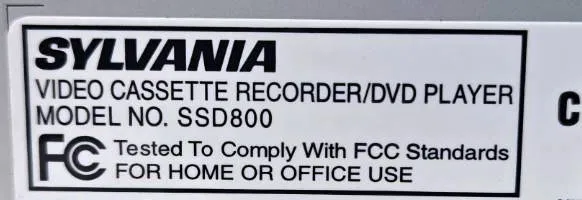 SYLVANIA
VIDEO CASSETTE RECORDER/DVD PLAYER
MODEL NO. SSD800
FC Tested To Comply With FCC Standards
FOR HOME OR OFFICE USE
C